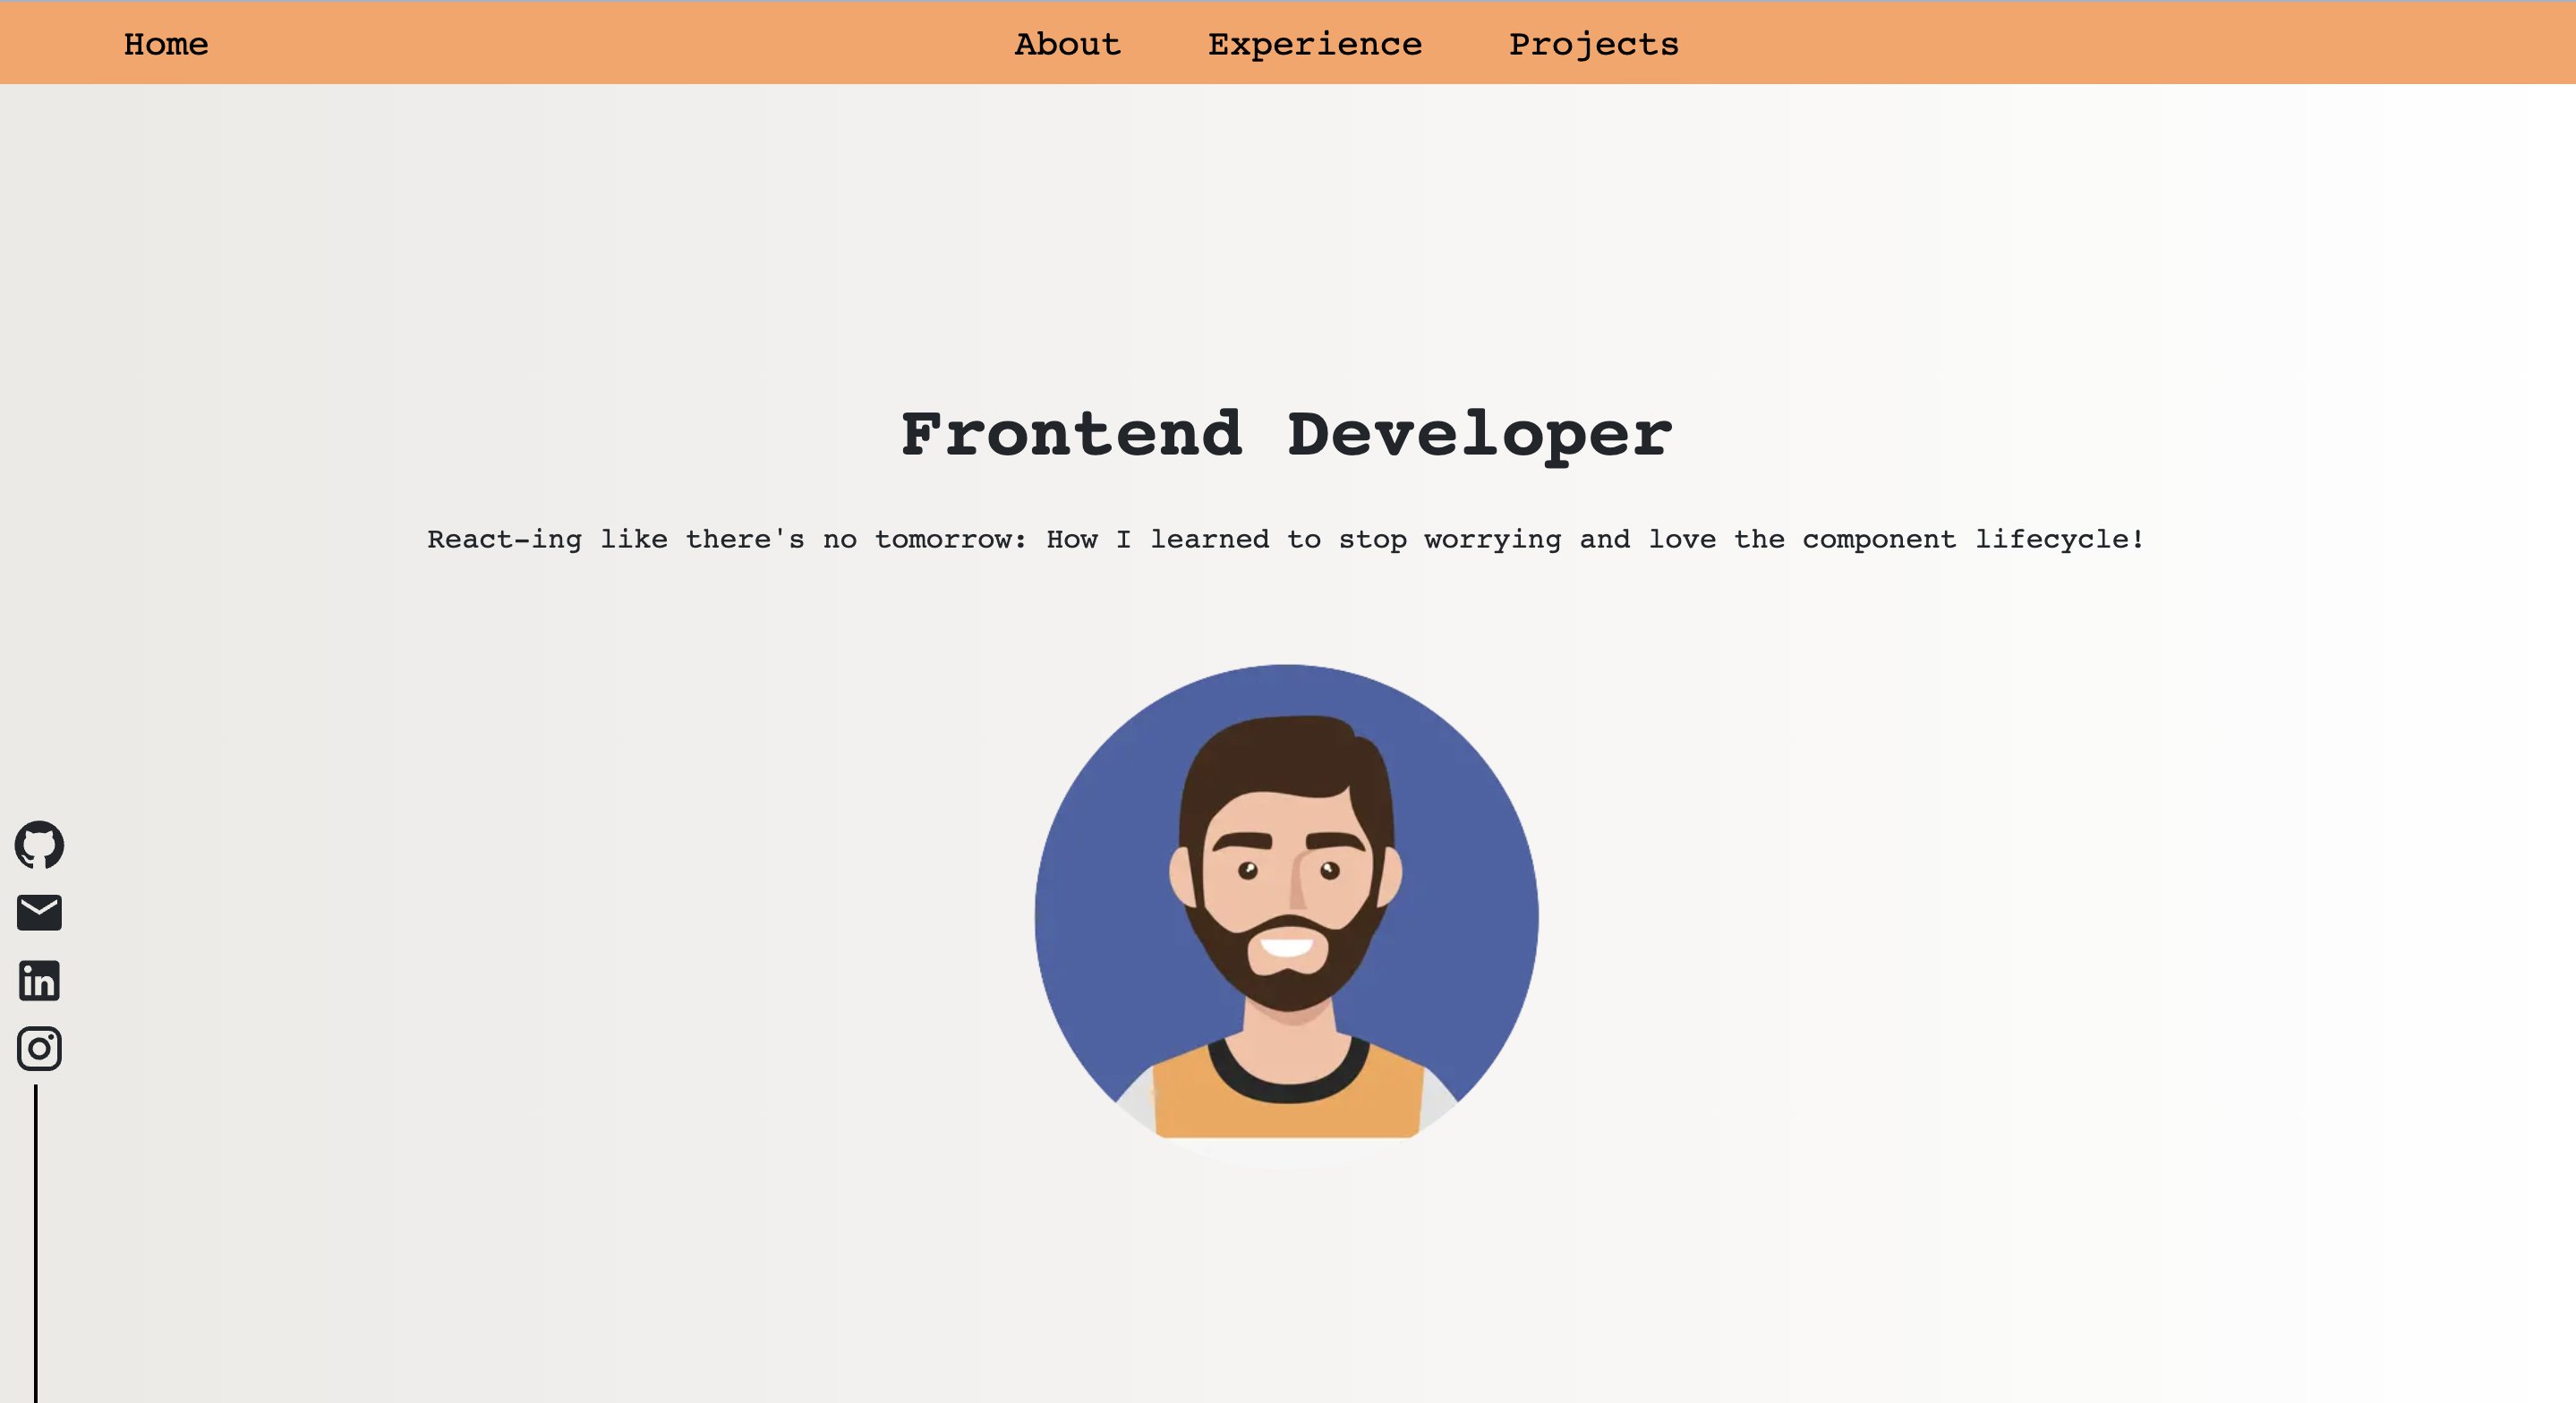 Home About Experience Projects
Frontend Developer
React-ing like there's no tomorrow: How I learned to stop worrying and love the component lifecycle!
in